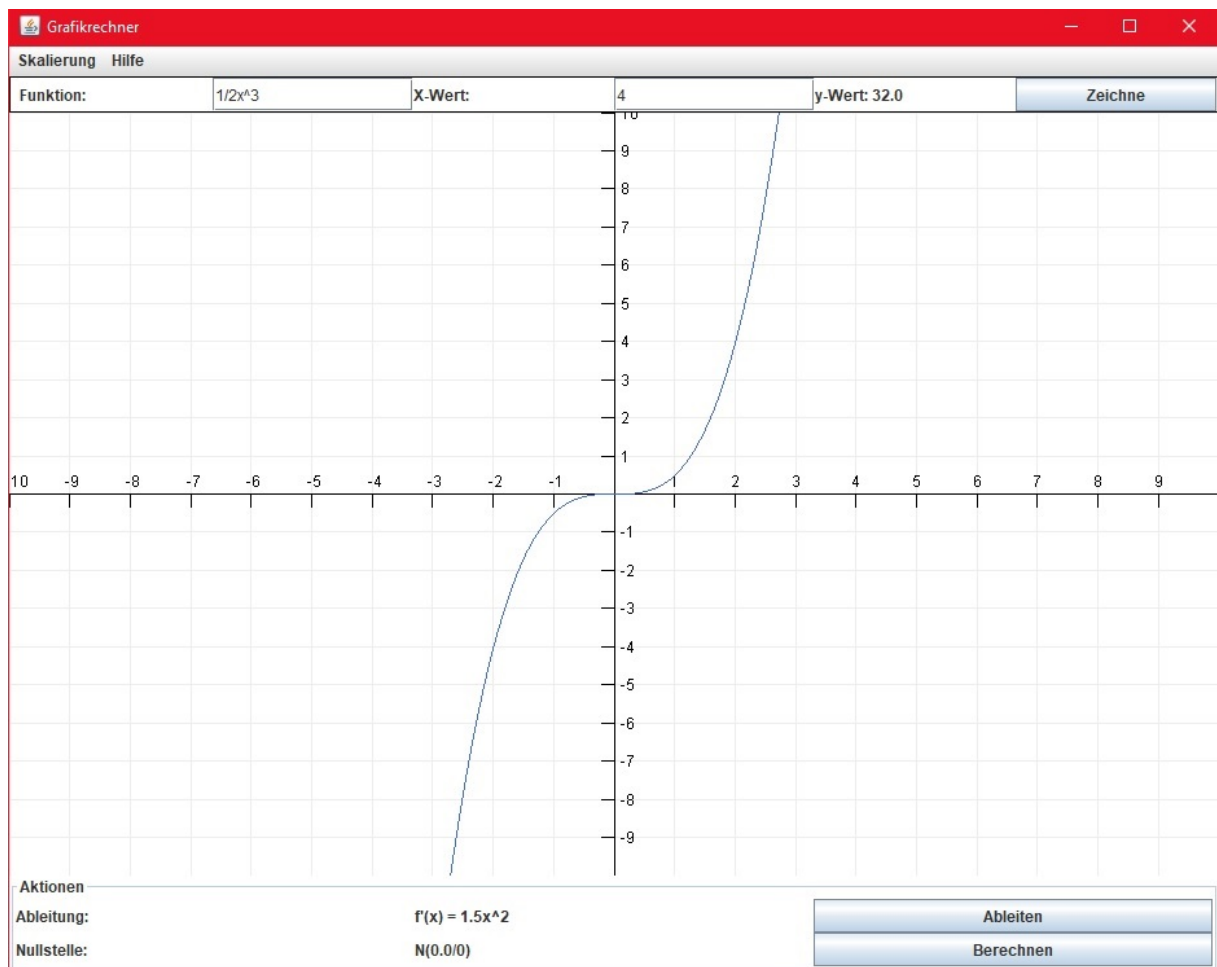 Grafikrechner
Skalierung Hilfe
Funktion: 1/2x^3 X-Wert: 4 y-Wert: 32.0 Zeichne
10
9
8
7
6
5
4
3
2
1
10 -9 -8 -7 -6 -5 -4 -3 -2 -1 1 2 3 4 5 6 7 8 9
-1
-2
-3
-4
-5
-6
-7
-8
-9
Aktionen
Ableitung: f'(x) = 1.5x^2 Ableiten
Nullstelle: N(0.0/0) Berechnen